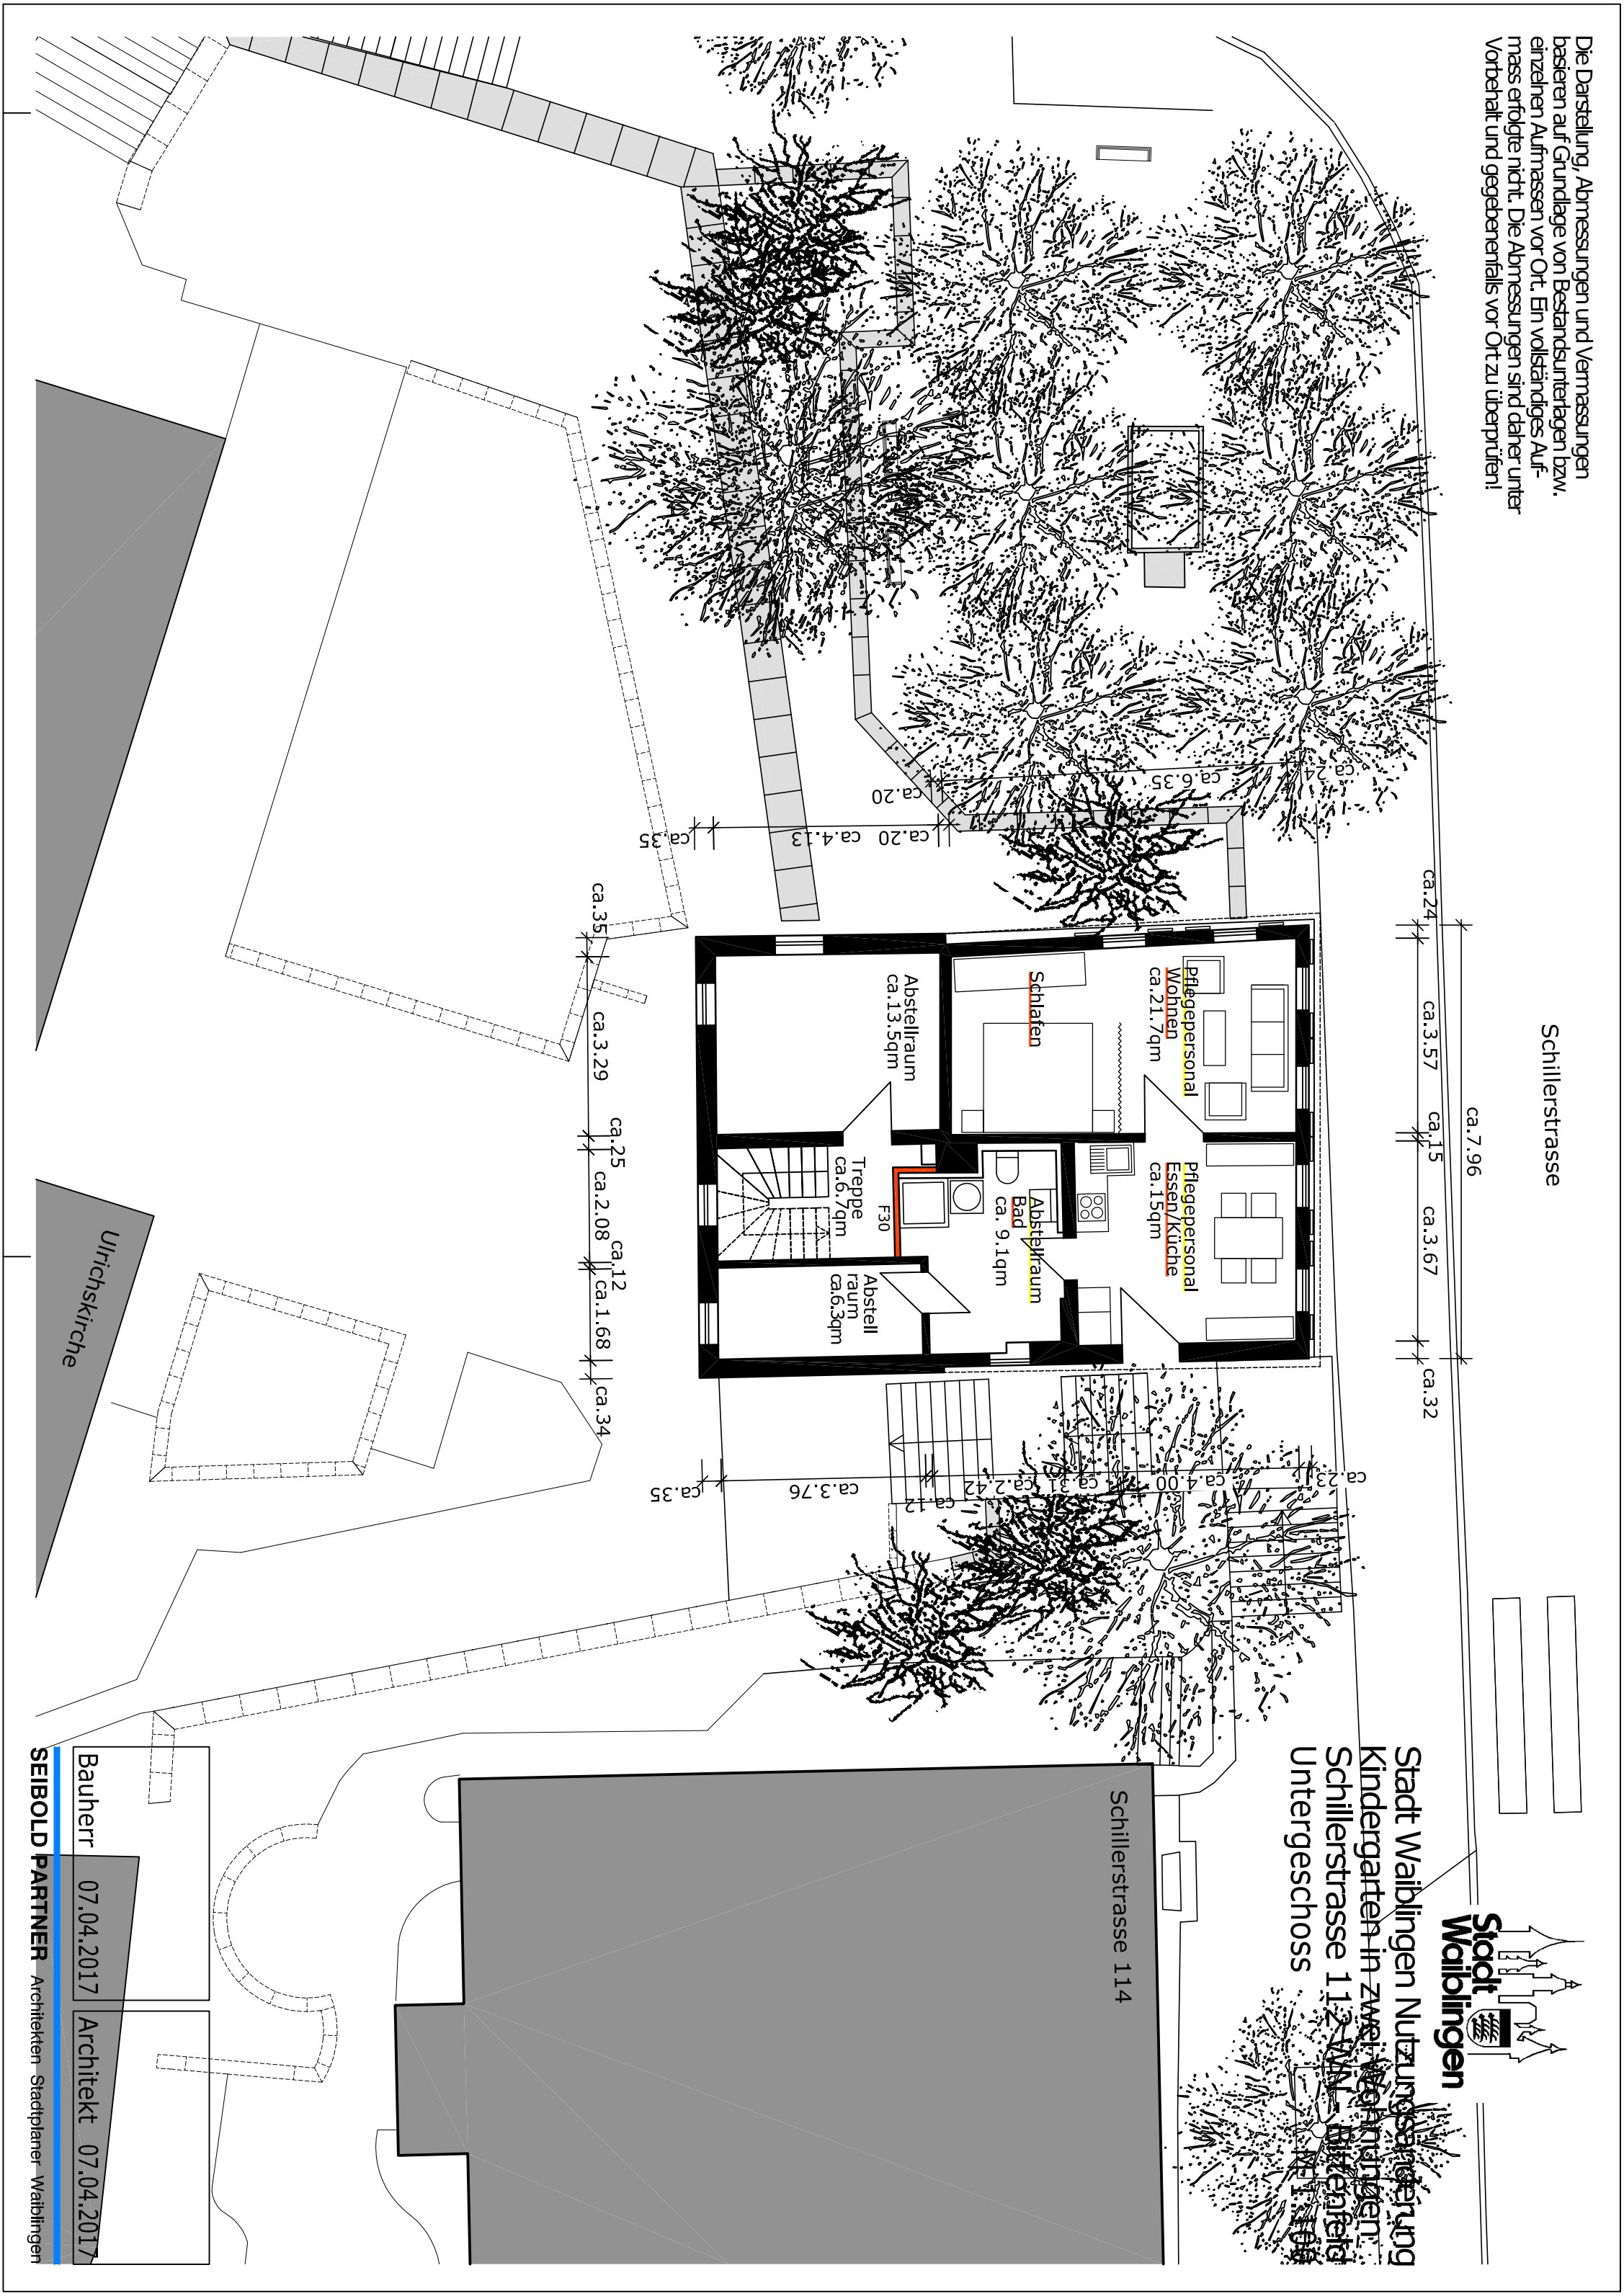 Die Darstellung, Abmessungen und Vermassungen
basieren auf Grundlage von Bestandsunterlagen bzw.
einzelnen Aufmassen vor Ort. Ein vollständiges Auf-
mass erfolgte nicht. Die Abmessungen sind daher unter
Vorbehalt und gegebenenfalls vor Ort zu überprüfen!
Schillerstrasse
Stadt
Waiblingen
Stadt Waiblingen Nutzungsänderung
Kindergarten in zwei Wohnungen
Schillerstrasse 112 WN - Bittenfeld
Untergeschoss M 1:100
ca.7.96
ca.24
ca.3.57
ca.15
ca.3.67
ca.32
ca.24
ca.6.35
ca.20
ca.20
ca.4.13
ca.35
Pflegepersonal
Wohnen
ca.21.7qm
Schlafen
Pflegepersonal
Essen/Küche
ca.15qm
Abstellraum
Bad
ca. 9.1qm
Abstellraum
ca.13.5qm
Treppe
ca.6.7qm
F30
Abstell
raum
ca.6.3qm
ca.35
ca.3.29
ca.25
ca.2.08
ca.12
ca.1.68
ca.34
ca.23
ca.4.00
ca.31
ca.2.42
ca.12
ca.3.76
ca.35
Schillerstrasse 114
Ulrichskirche
Bauherr 07.04.2017
Architekt 07.04.2017
SEIBOLD PARTNER Architekten Stadtplaner Waiblingen